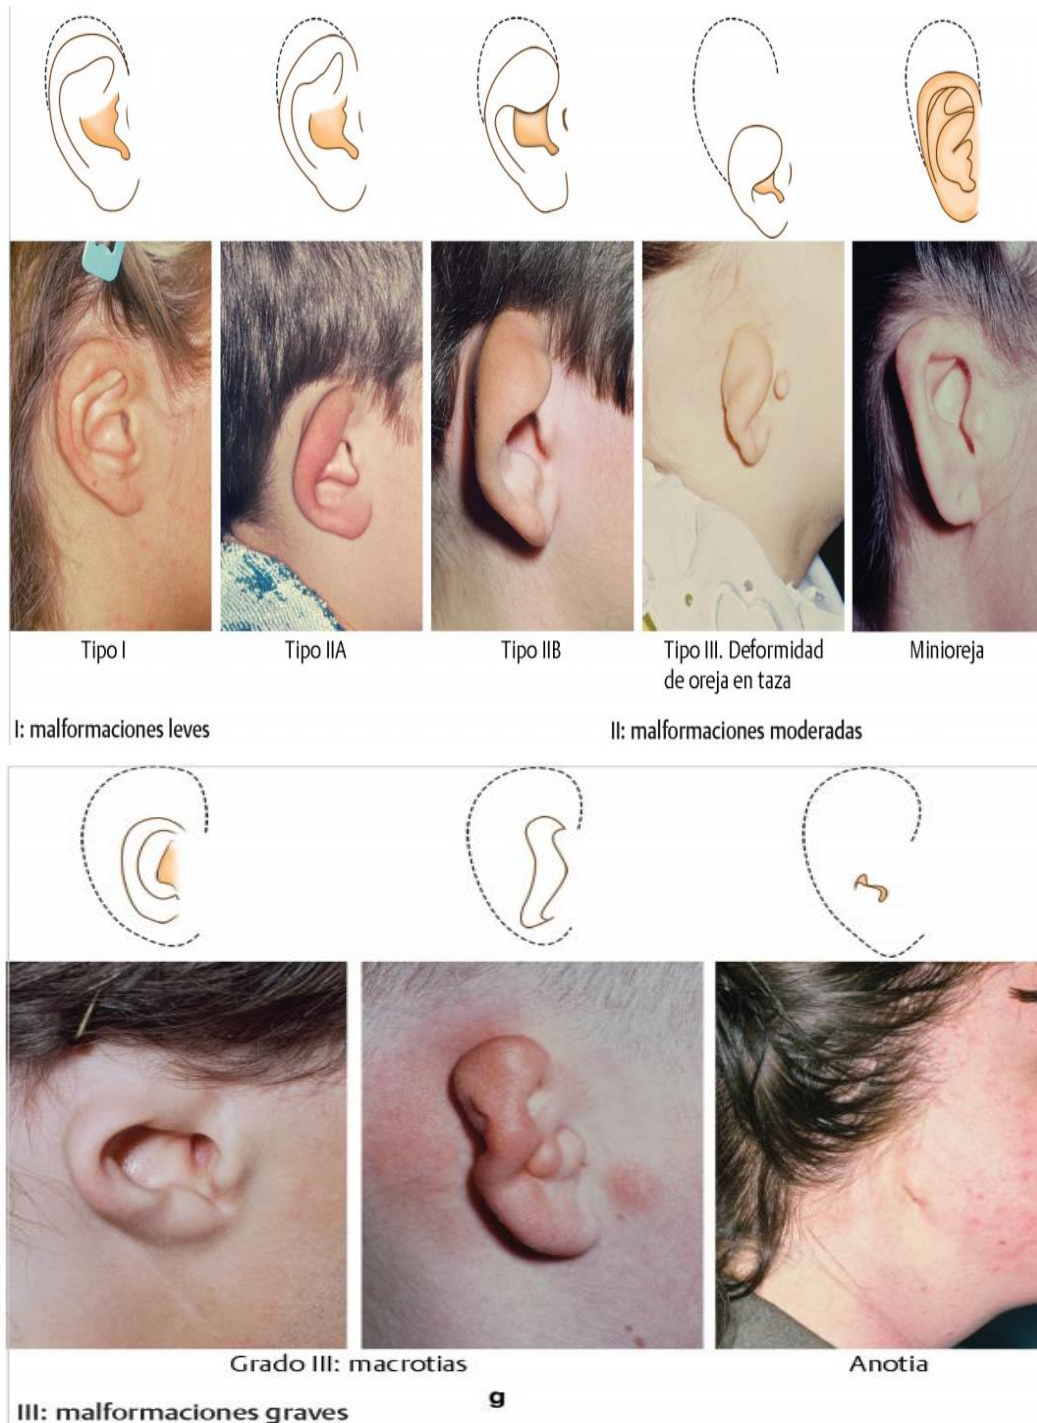 Tipo I
Tipo IIA
Tipo IIB
Tipo III. Deformidad
de oreja en taza
Minioreja
I: malformaciones leves
II: malformaciones moderadas
Grado III: macrotias
Anotia
g
III: malformaciones graves